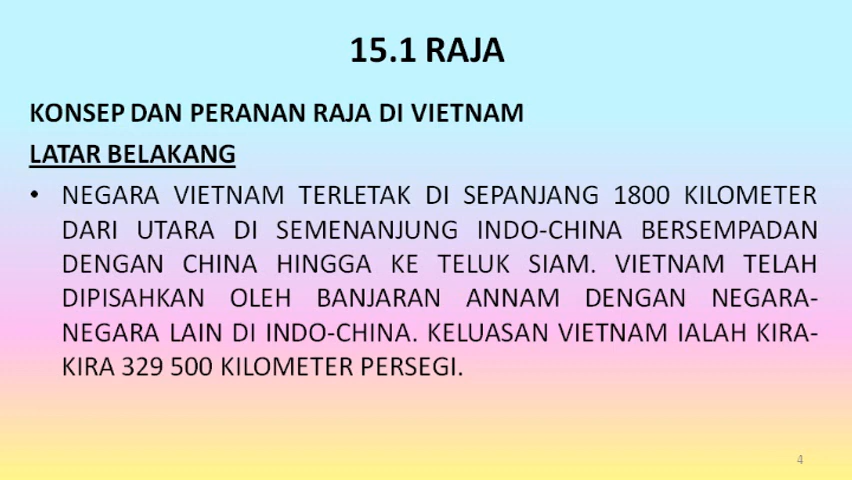 15.1 RAJA
KONSEP DAN PERANAN RAJA DI VIETNAM
LATAR BELAKANG
• NEGARA VIETNAM TERLETAK DI SEPANJANG 1800 KILOMETER
DARI UTARA DI SEMENANJUNG INDO-CHINA BERSEMPADAN
DENGAN CHINA HINGGA KE TELUK SIAM. VIETNAM TELAH
DIPISAHKAN OLEH BANJARAN ANNAM DENGAN NEGARA-
NEGARA LAIN DI INDO-CHINA. KELUASAN VIETNAM IALAH KIRA-
KIRA 329 500 KILOMETER PERSEGI.
4